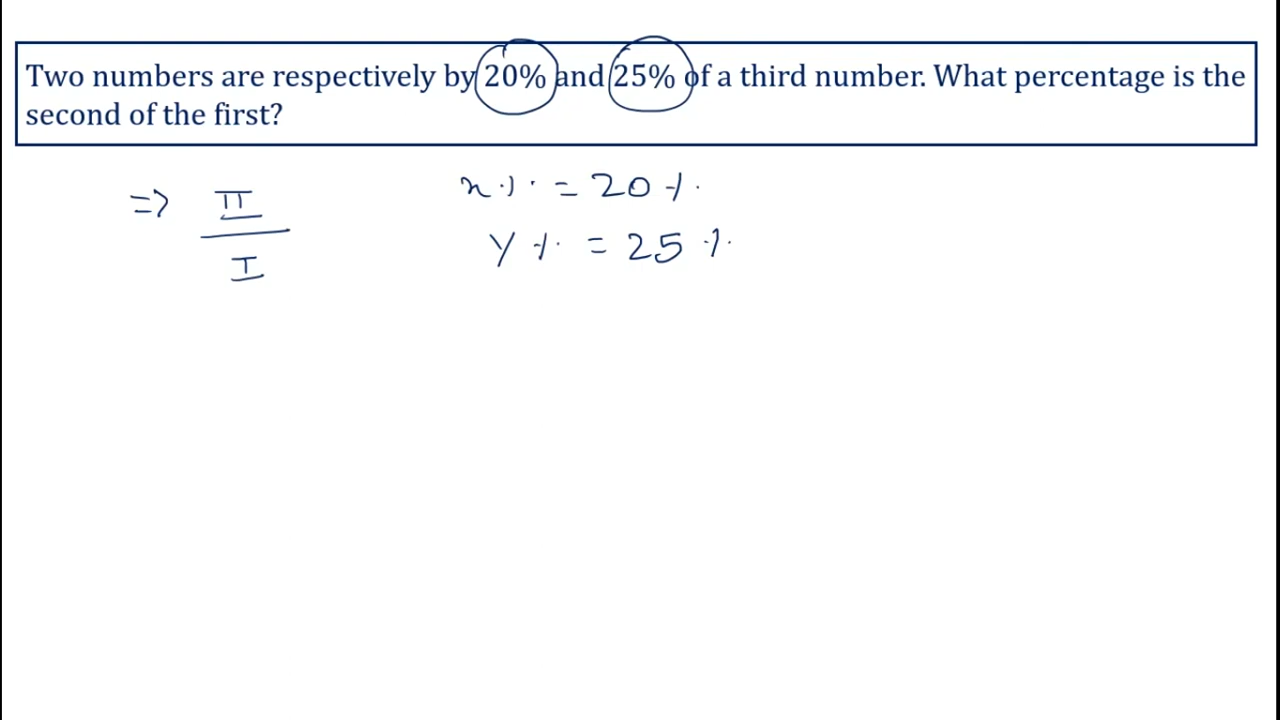 Two numbers are respectively by 20% and 25% of a third number. What percentage is the
second of the first?
=> II / I
x% = 20%
y% = 25%